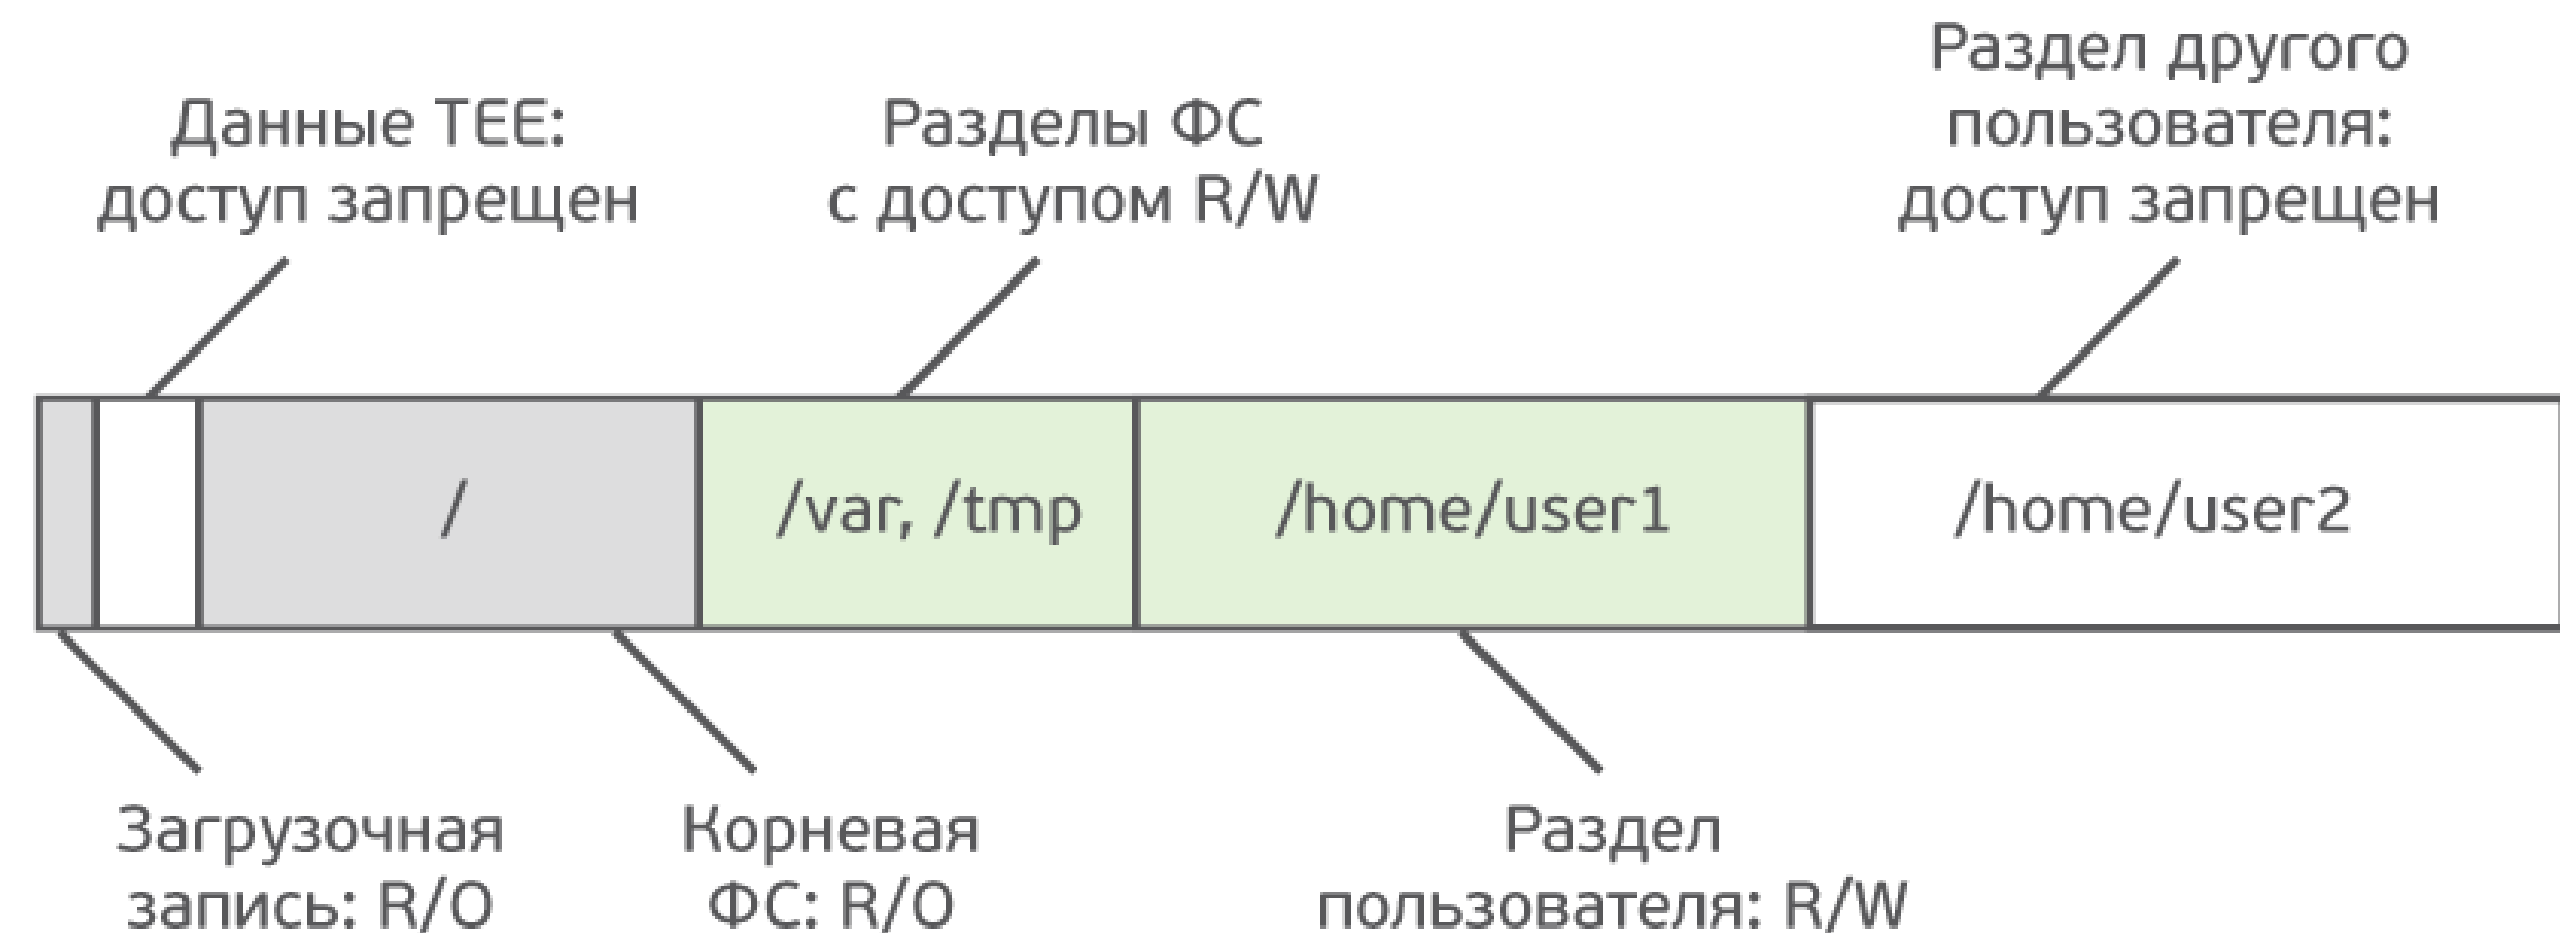 Раздел другого
пользователя:
доступ запрещен
Данные TEE:
доступ запрещен
Разделы ФС
с доступом R/W
/
/var, /tmp
/home/user1
/home/user2
Загрузочная
запись: R/O
Корневая
ФС: R/O
Раздел
пользователя: R/W